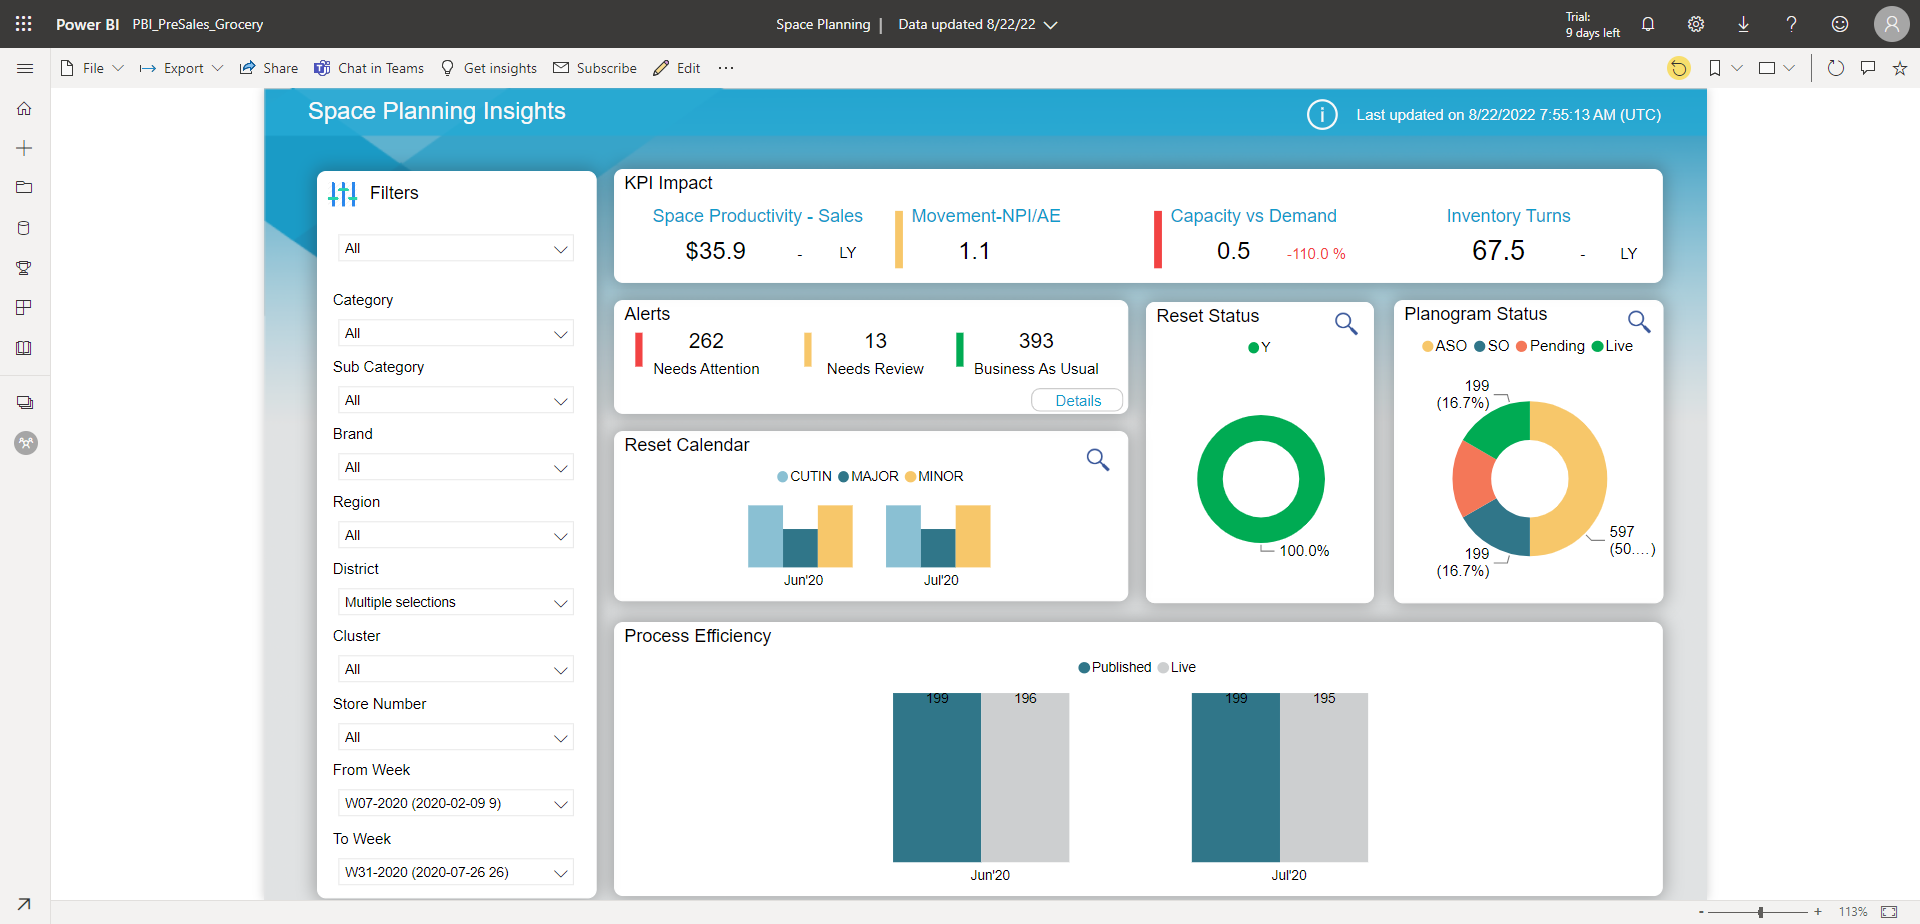 Power BI PBI_PreSales_Grocery
Space Planning | Data updated 8/22/22
Trial:
9 days left
File Export Share Chat in Teams Get insights Subscribe Edit ...
Space Planning Insights
Last updated on 8/22/2022 7:55:13 AM (UTC)
Filters
All
Category
All
Sub Category
All
Brand
All
Region
All
District
Multiple selections
Cluster
All
Store Number
All
From Week
W07-2020 (2020-02-09 9)
To Week
W31-2020 (2020-07-26 26)
KPI Impact
Space Productivity - Sales
$35.9 - LY
Movement-NPI/AE
1.1
Capacity vs Demand
0.5 -110.0 %
Inventory Turns
67.5 - LY
Alerts
262
Needs Attention
13
Needs Review
393
Business As Usual
Details
Reset Calendar
CUTIN MAJOR MINOR
Jun'20 Jul'20
Reset Status
Y
100.0%
Planogram Status
ASO SO Pending Live
199
(16.7%)
597
(50....)
199
(16.7%)
Process Efficiency
Published Live
199 196 199 195
Jun'20 Jul'20
- + 113%